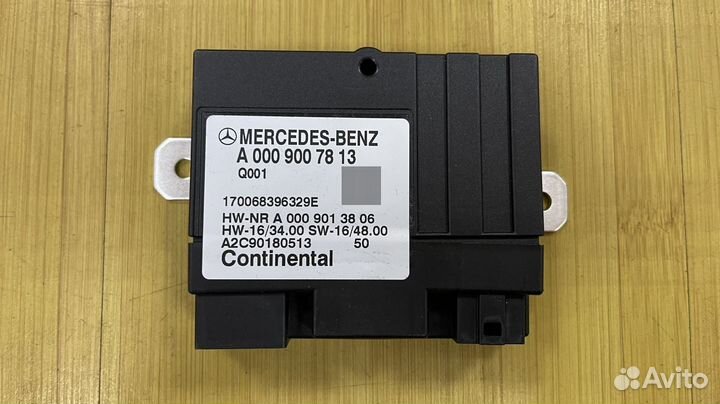 MERCEDES-BENZ
A 000 900 78 13
Q001
170068396329E
HW-NR A 000 901 38 06
HW-16/34.00 SW-16/48.00
A2C90180513 50
Continental
Avito